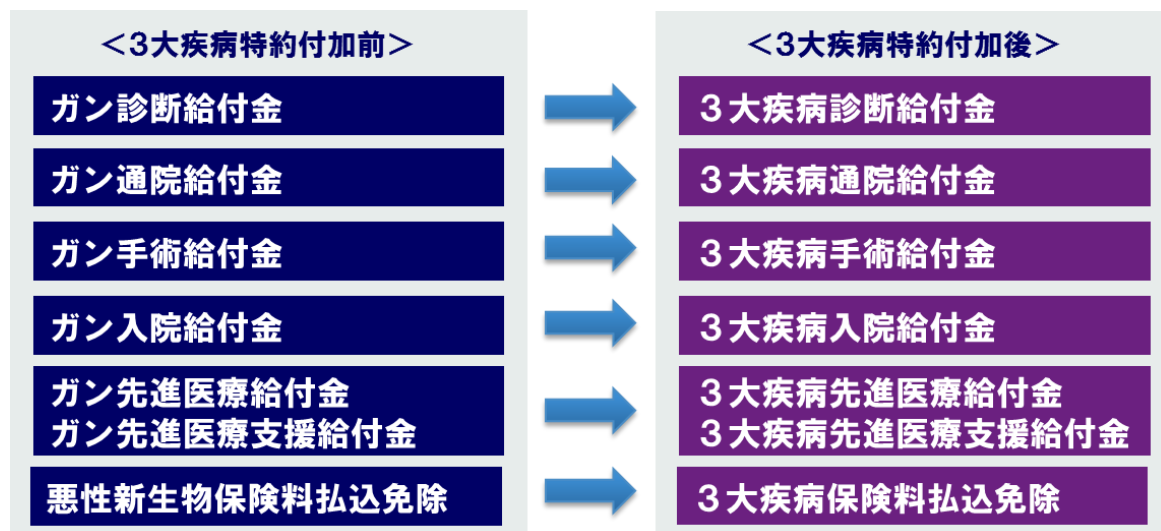 ＜3大疾病特約付加前＞
ガン診断給付金
ガン通院給付金
ガン手術給付金
ガン入院給付金
ガン先進医療給付金
ガン先進医療支援給付金
悪性新生物保険料払込免除
＜3大疾病特約付加後＞
３大疾病診断給付金
３大疾病通院給付金
３大疾病手術給付金
３大疾病入院給付金
３大疾病先進医療給付金
３大疾病先進医療支援給付金
３大疾病保険料払込免除